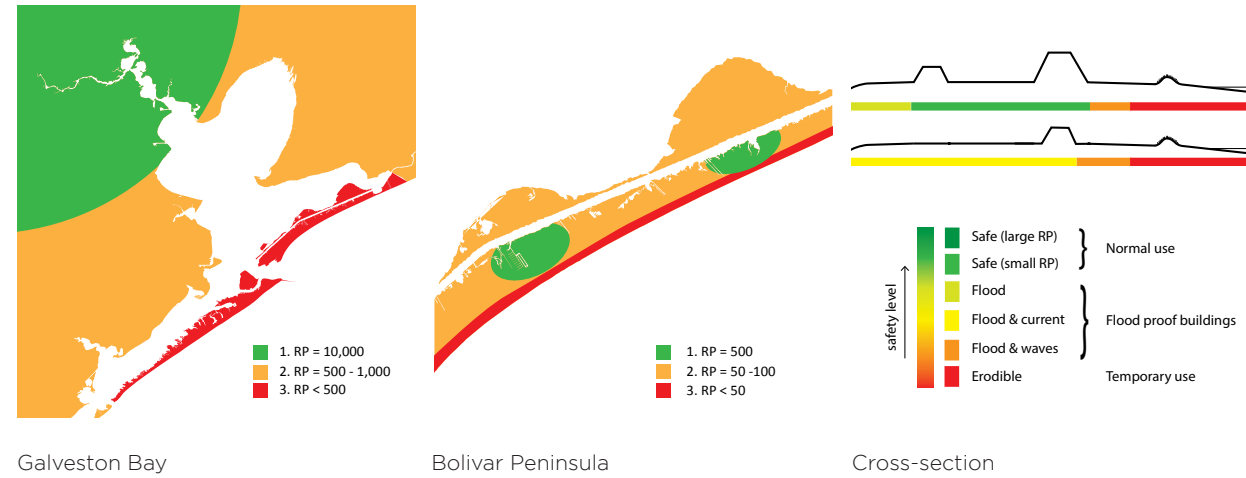 1. RP = 10,000
2. RP = 500 - 1,000
3. RP < 500
Galveston Bay
1. RP = 500
2. RP = 50 -100
3. RP < 50
Bolivar Peninsula
safety level
Safe (large RP)
Safe (small RP)
Normal use
Flood
Flood & current
Flood & waves
Flood proof buildings
Erodible
Temporary use
Cross-section